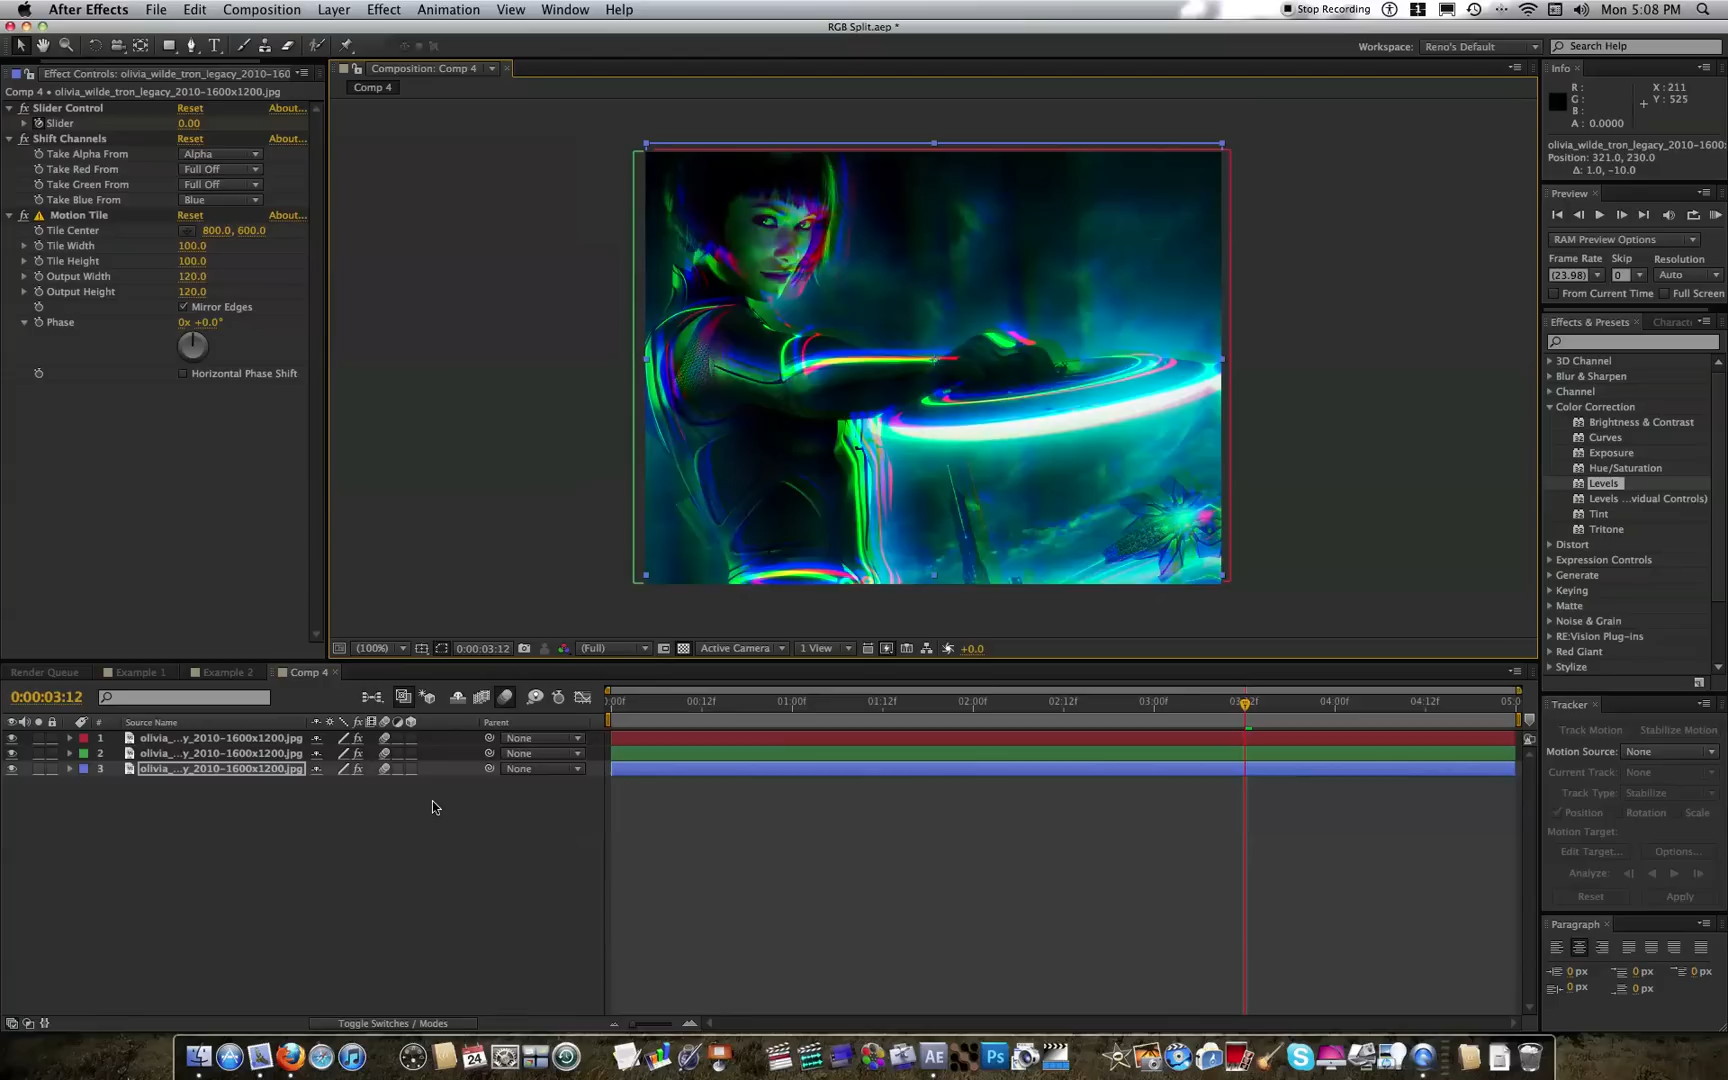 After Effects File Edit Composition Layer Effect Animation View Window Help Stop Recording 1 Mon 5:08 PM
RGB Split.aep *
Workspace: Reno's Default Search Help
Effect Controls: olivia_wilde_tron_legacy_2010-160
Comp 4 • olivia_wilde_tron_legacy_2010-1600x1200.jpg
fx Slider Control Reset About...
Slider 0.00
fx Shift Channels Reset About...
Take Alpha From Alpha
Take Red From Full Off
Take Green From Full Off
Take Blue From Blue
fx Motion Tile Reset About...
Tile Center 800.0, 600.0
Tile Width 100.0
Tile Height 100.0
Output Width 120.0
Output Height 120.0
Mirror Edges
Phase 0x +0.0°
Horizontal Phase Shift
Composition: Comp 4
Comp 4
(100%) 0:00:03:12 (Full) Active Camera 1 View +0.0
Info
R: X: 211
G: Y: 525
B:
A: 0.0000
olivia_wilde_tron_legacy_2010-1600:
Position: 321.0, 230.0
Δ: 1.0, -10.0
Preview
RAM Preview Options
Frame Rate Skip Resolution
(23.98) 0 Auto
From Current Time Full Screen
Effects & Presets Characti
3D Channel
Blur & Sharpen
Channel
Color Correction
Brightness & Contrast
Curves
Exposure
Hue/Saturation
Levels
Levels ...vidual Controls)
Tint
Tritone
Distort
Expression Controls
Generate
Keying
Matte
Noise & Grain
RE:Vision Plug-ins
Red Giant
Stylize
Tracker
Track Motion Stabilize Motion
Motion Source: None
Current Track: None
Track Type: Stabilize
Position Rotation Scale
Motion Target:
Edit Target... Options...
Analyze:
Reset Apply
Paragraph
0 px 0 px 0 px
0 px 0 px
Render Queue Example 1 Example 2 Comp 4
0:00:03:12
:00f 00:12f 01:00f 01:12f 02:00f 02:12f 03:00f 03:12f 04:00f 04:12f 05:0
# Source Name fx Parent
1 olivia_...y_2010-1600x1200.jpg fx None
2 olivia_...y_2010-1600x1200.jpg fx None
3 olivia_...y_2010-1600x1200.jpg fx None
Toggle Switches / Modes
24 AE Ps